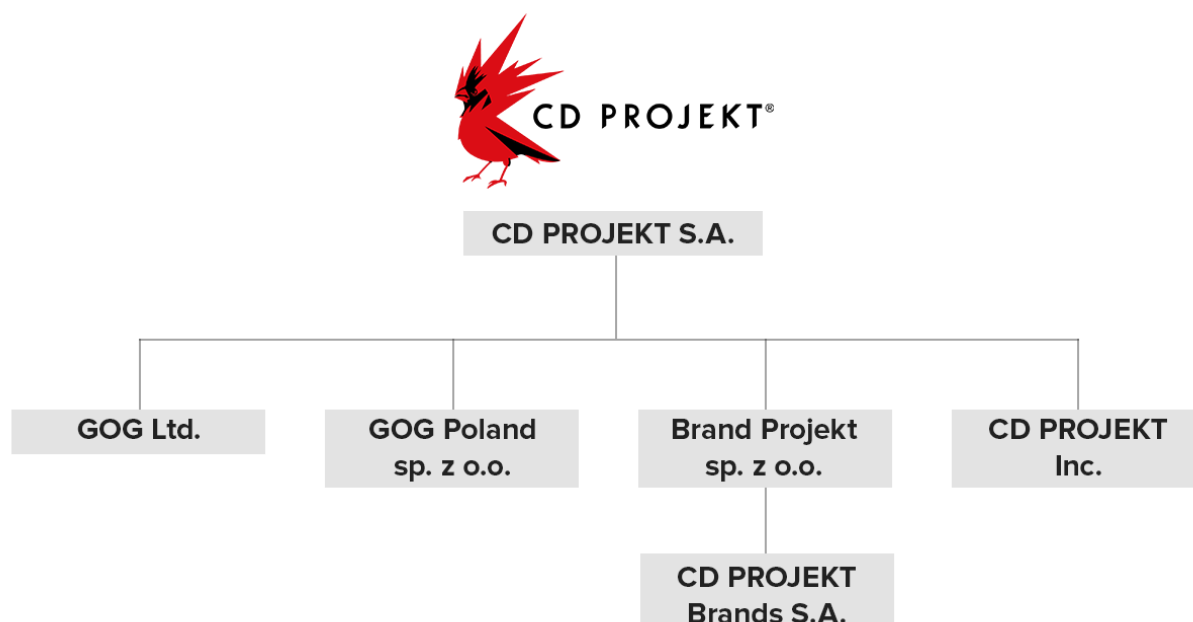 CD PROJEKT®
CD PROJEKT S.A.
GOG Ltd.
GOG Poland
sp. z o.o.
Brand Projekt
sp. z o.o.
CD PROJEKT
Inc.
CD PROJEKT
Brands S.A.